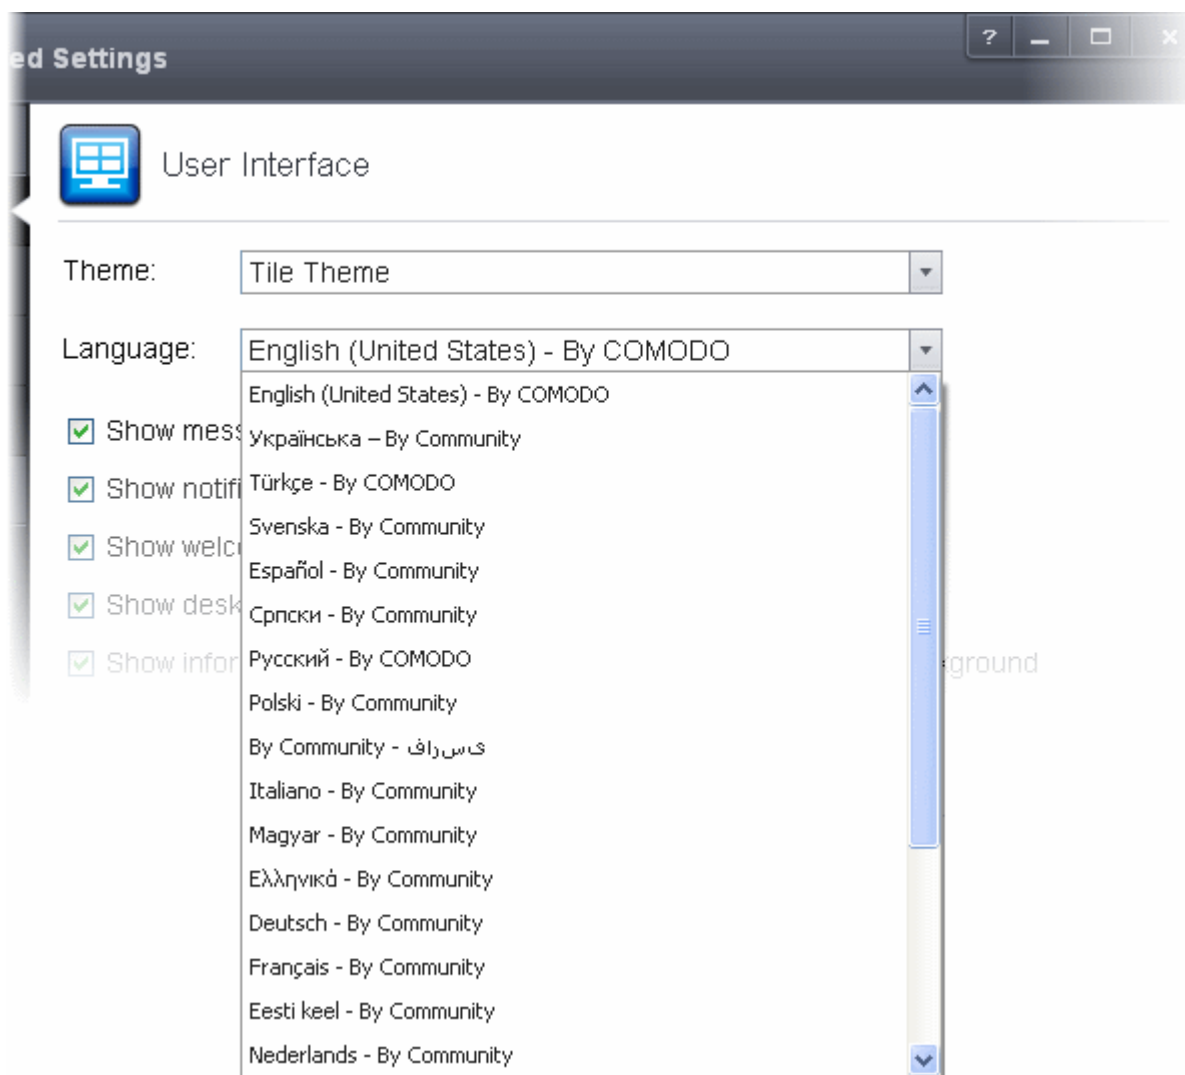 ed Settings
?
User Interface
Theme:
Tile Theme
Language:
English (United States) - By COMODO
English (United States) - By COMODO
Show mess
Українська – By Community
Show notifi
Türkçe - By COMODO
Svenska - By Community
Show welc
Español - By Community
Show desk
Српски - By Community
Show infor
ground
Русский - By COMODO
Polski - By Community
By Community - ی س ر اف
Italiano - By Community
Magyar - By Community
Ελληνικά - By Community
Deutsch - By Community
Français - By Community
Eesti keel - By Community
Nederlands - By Community